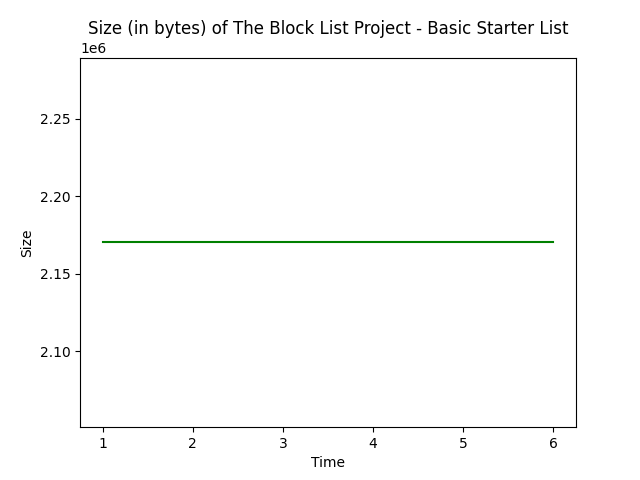 Size (in bytes) of The Block List Project - Basic Starter List
1e6
2.25
2.20
2.15
2.10
Size
1 2 3 4 5 6
Time